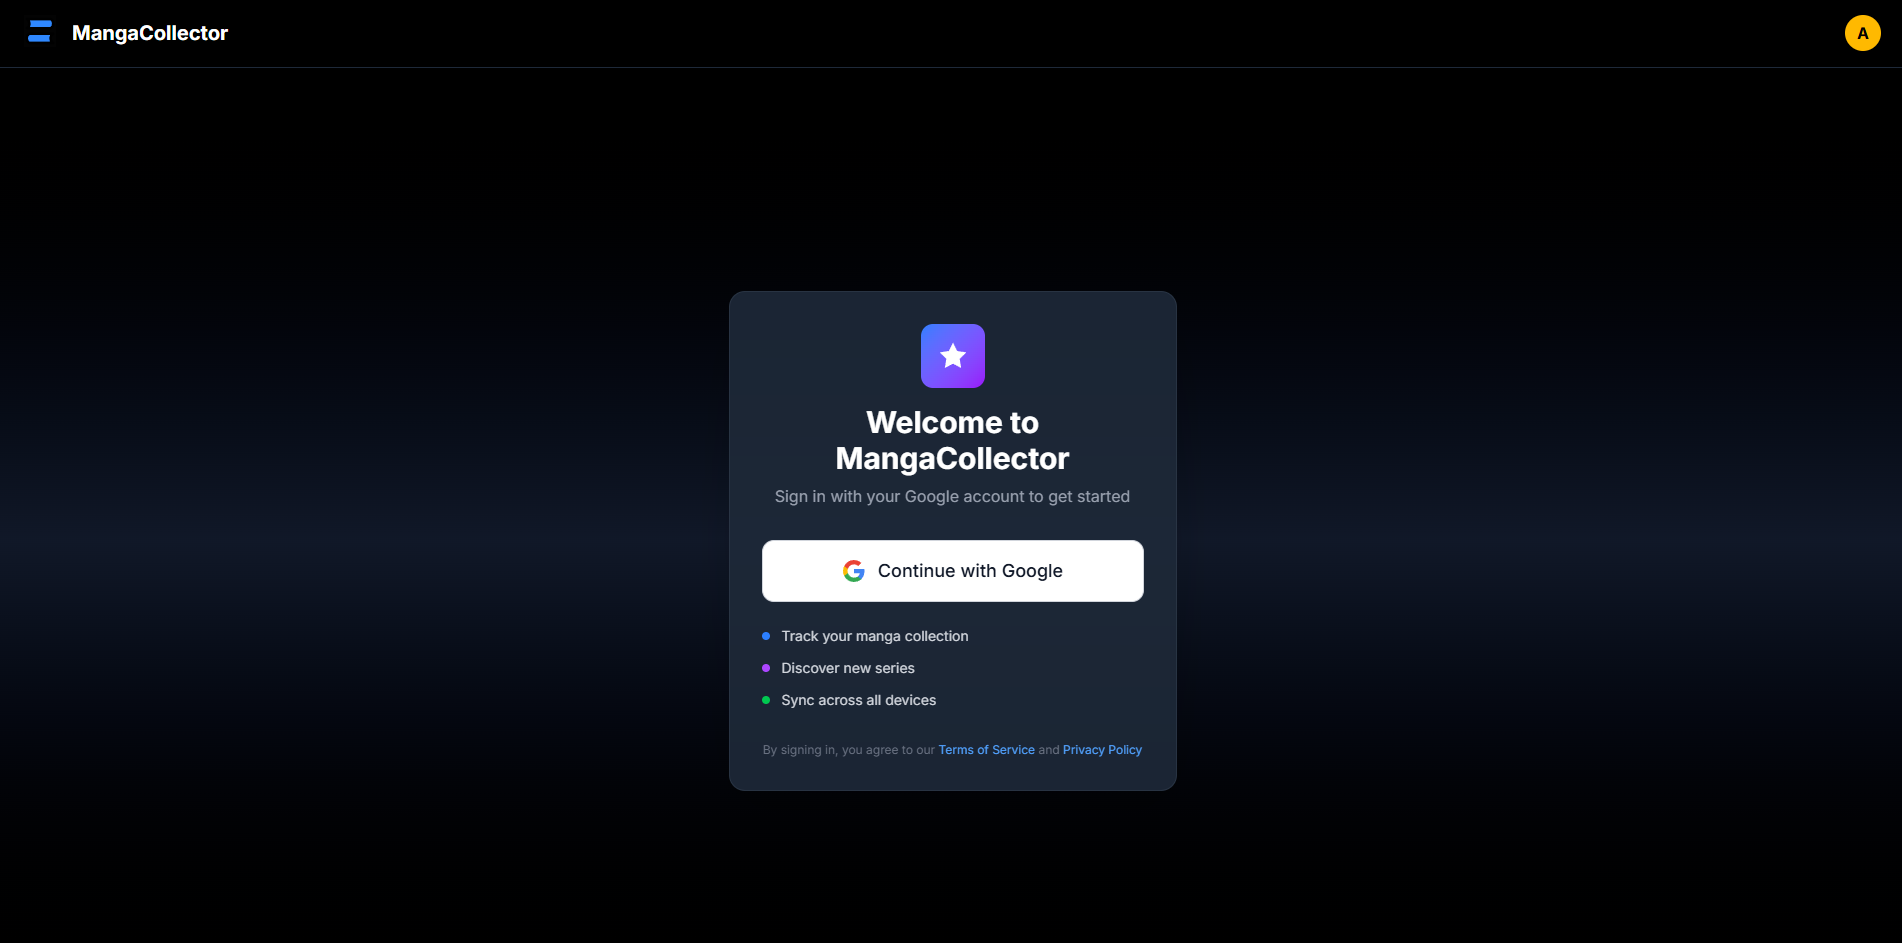 MangaCollector
A
Welcome to
MangaCollector
Sign in with your Google account to get started
Continue with Google
Track your manga collection
Discover new series
Sync across all devices
By signing in, you agree to our Terms of Service and Privacy Policy